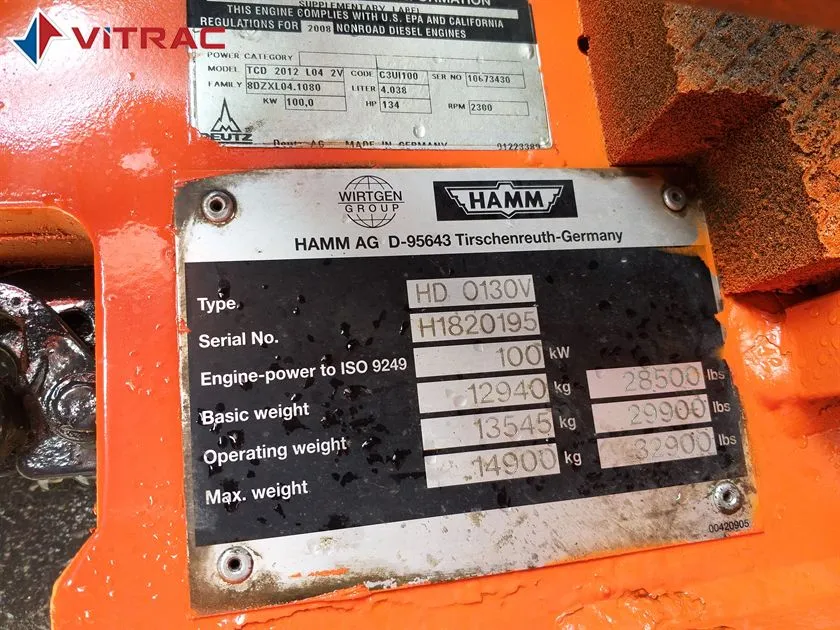 VITRAC
SUPPLEMENTARY LABEL
THIS ENGINE COMPLIES WITH U.S. EPA AND CALIFORNIA
REGULATIONS FOR 2008 NONROAD DIESEL ENGINES
POWER CATEGORY
MODEL TCD 2012 L04 2V CODE C3UI100 SER NO 10673430
FAMILY 8DZXL04.1080 LITER 4.038
KW 100,0 HP 134 RPM 2300
DEUTZ Deutz AG MADE IN GERMANY
WIRTGEN GROUP HAMM
HAMM AG D-95643 Tirschenreuth-Germany
Type HD O130V
Serial No. H1820195
Engine-power to ISO 9249 100 kW
Basic weight 12940 kg 28500 lbs
Operating weight 13545 kg 29900 lbs
Max. weight 14900 kg 32900 lbs
00420905